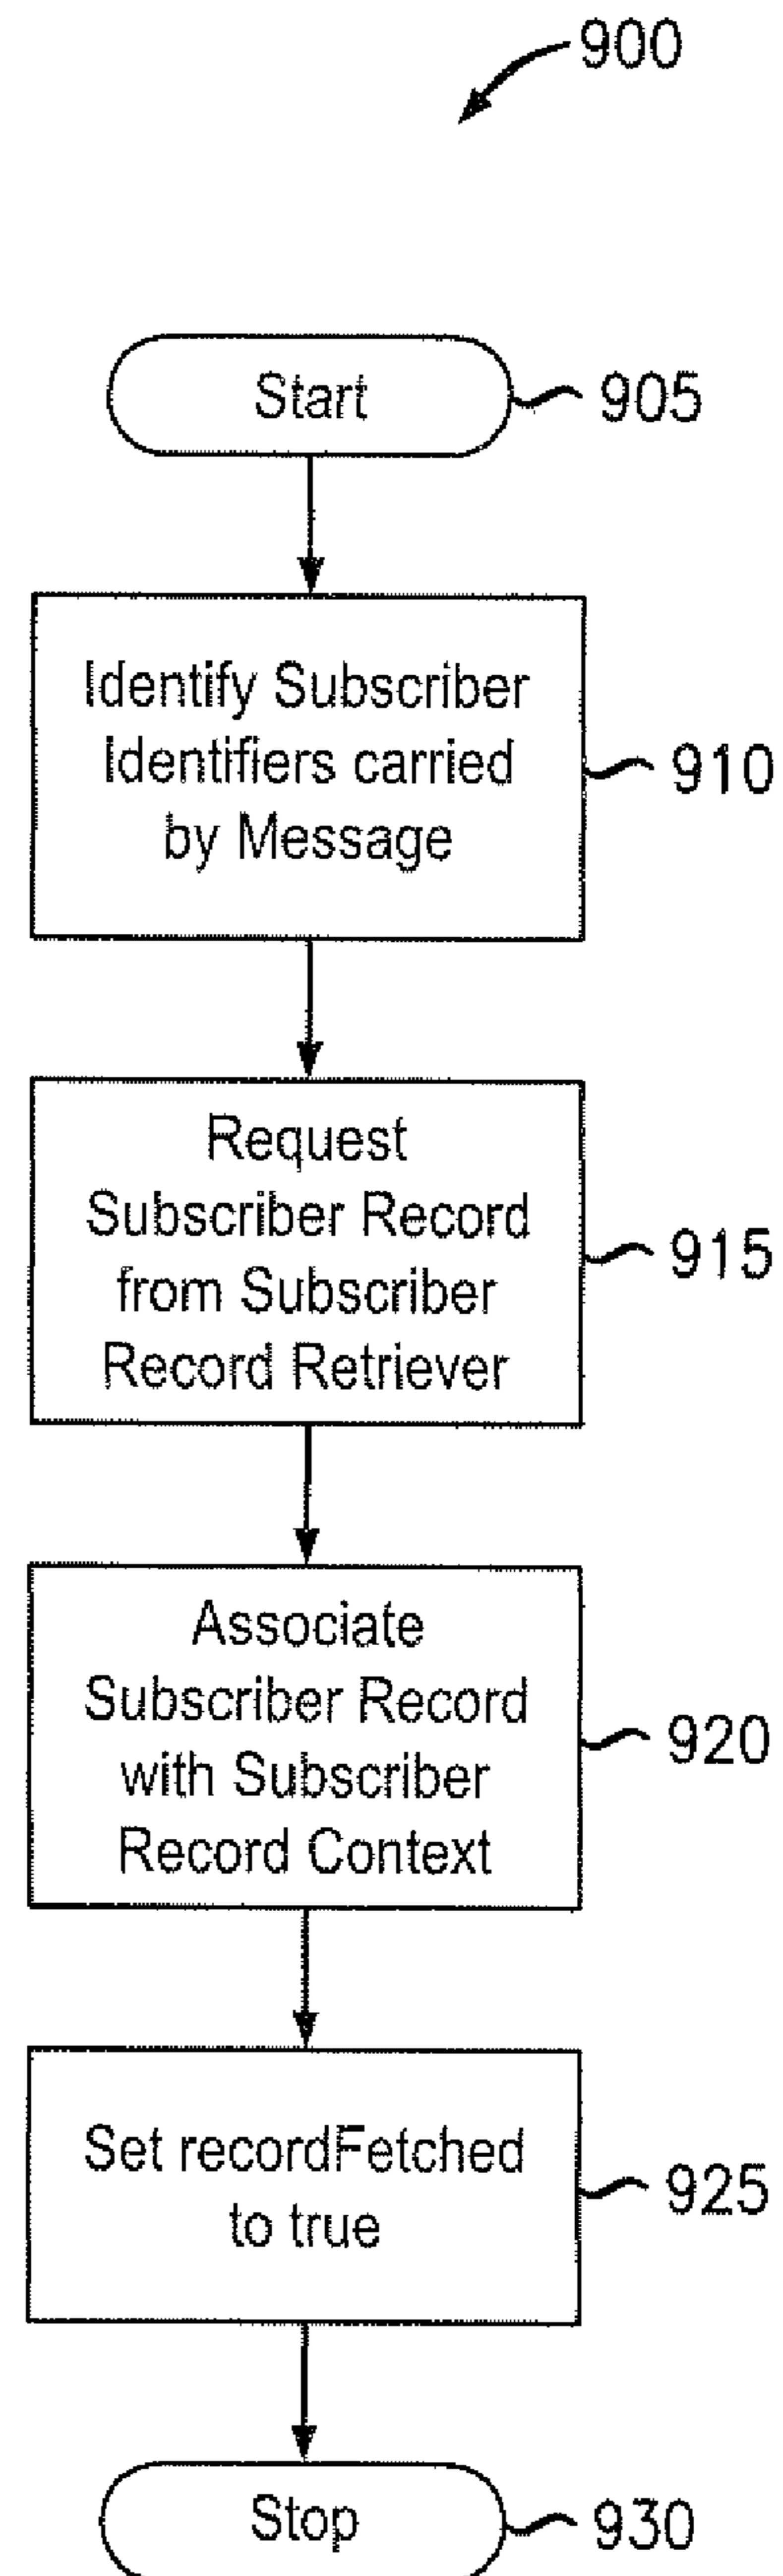 900
Start
905
Identify Subscriber
Identifiers carried
by Message
910
Request
Subscriber Record
from Subscriber
Record Retriever
915
Associate
Subscriber Record
with Subscriber
Record Context
920
Set recordFetched
to true
925
Stop
930